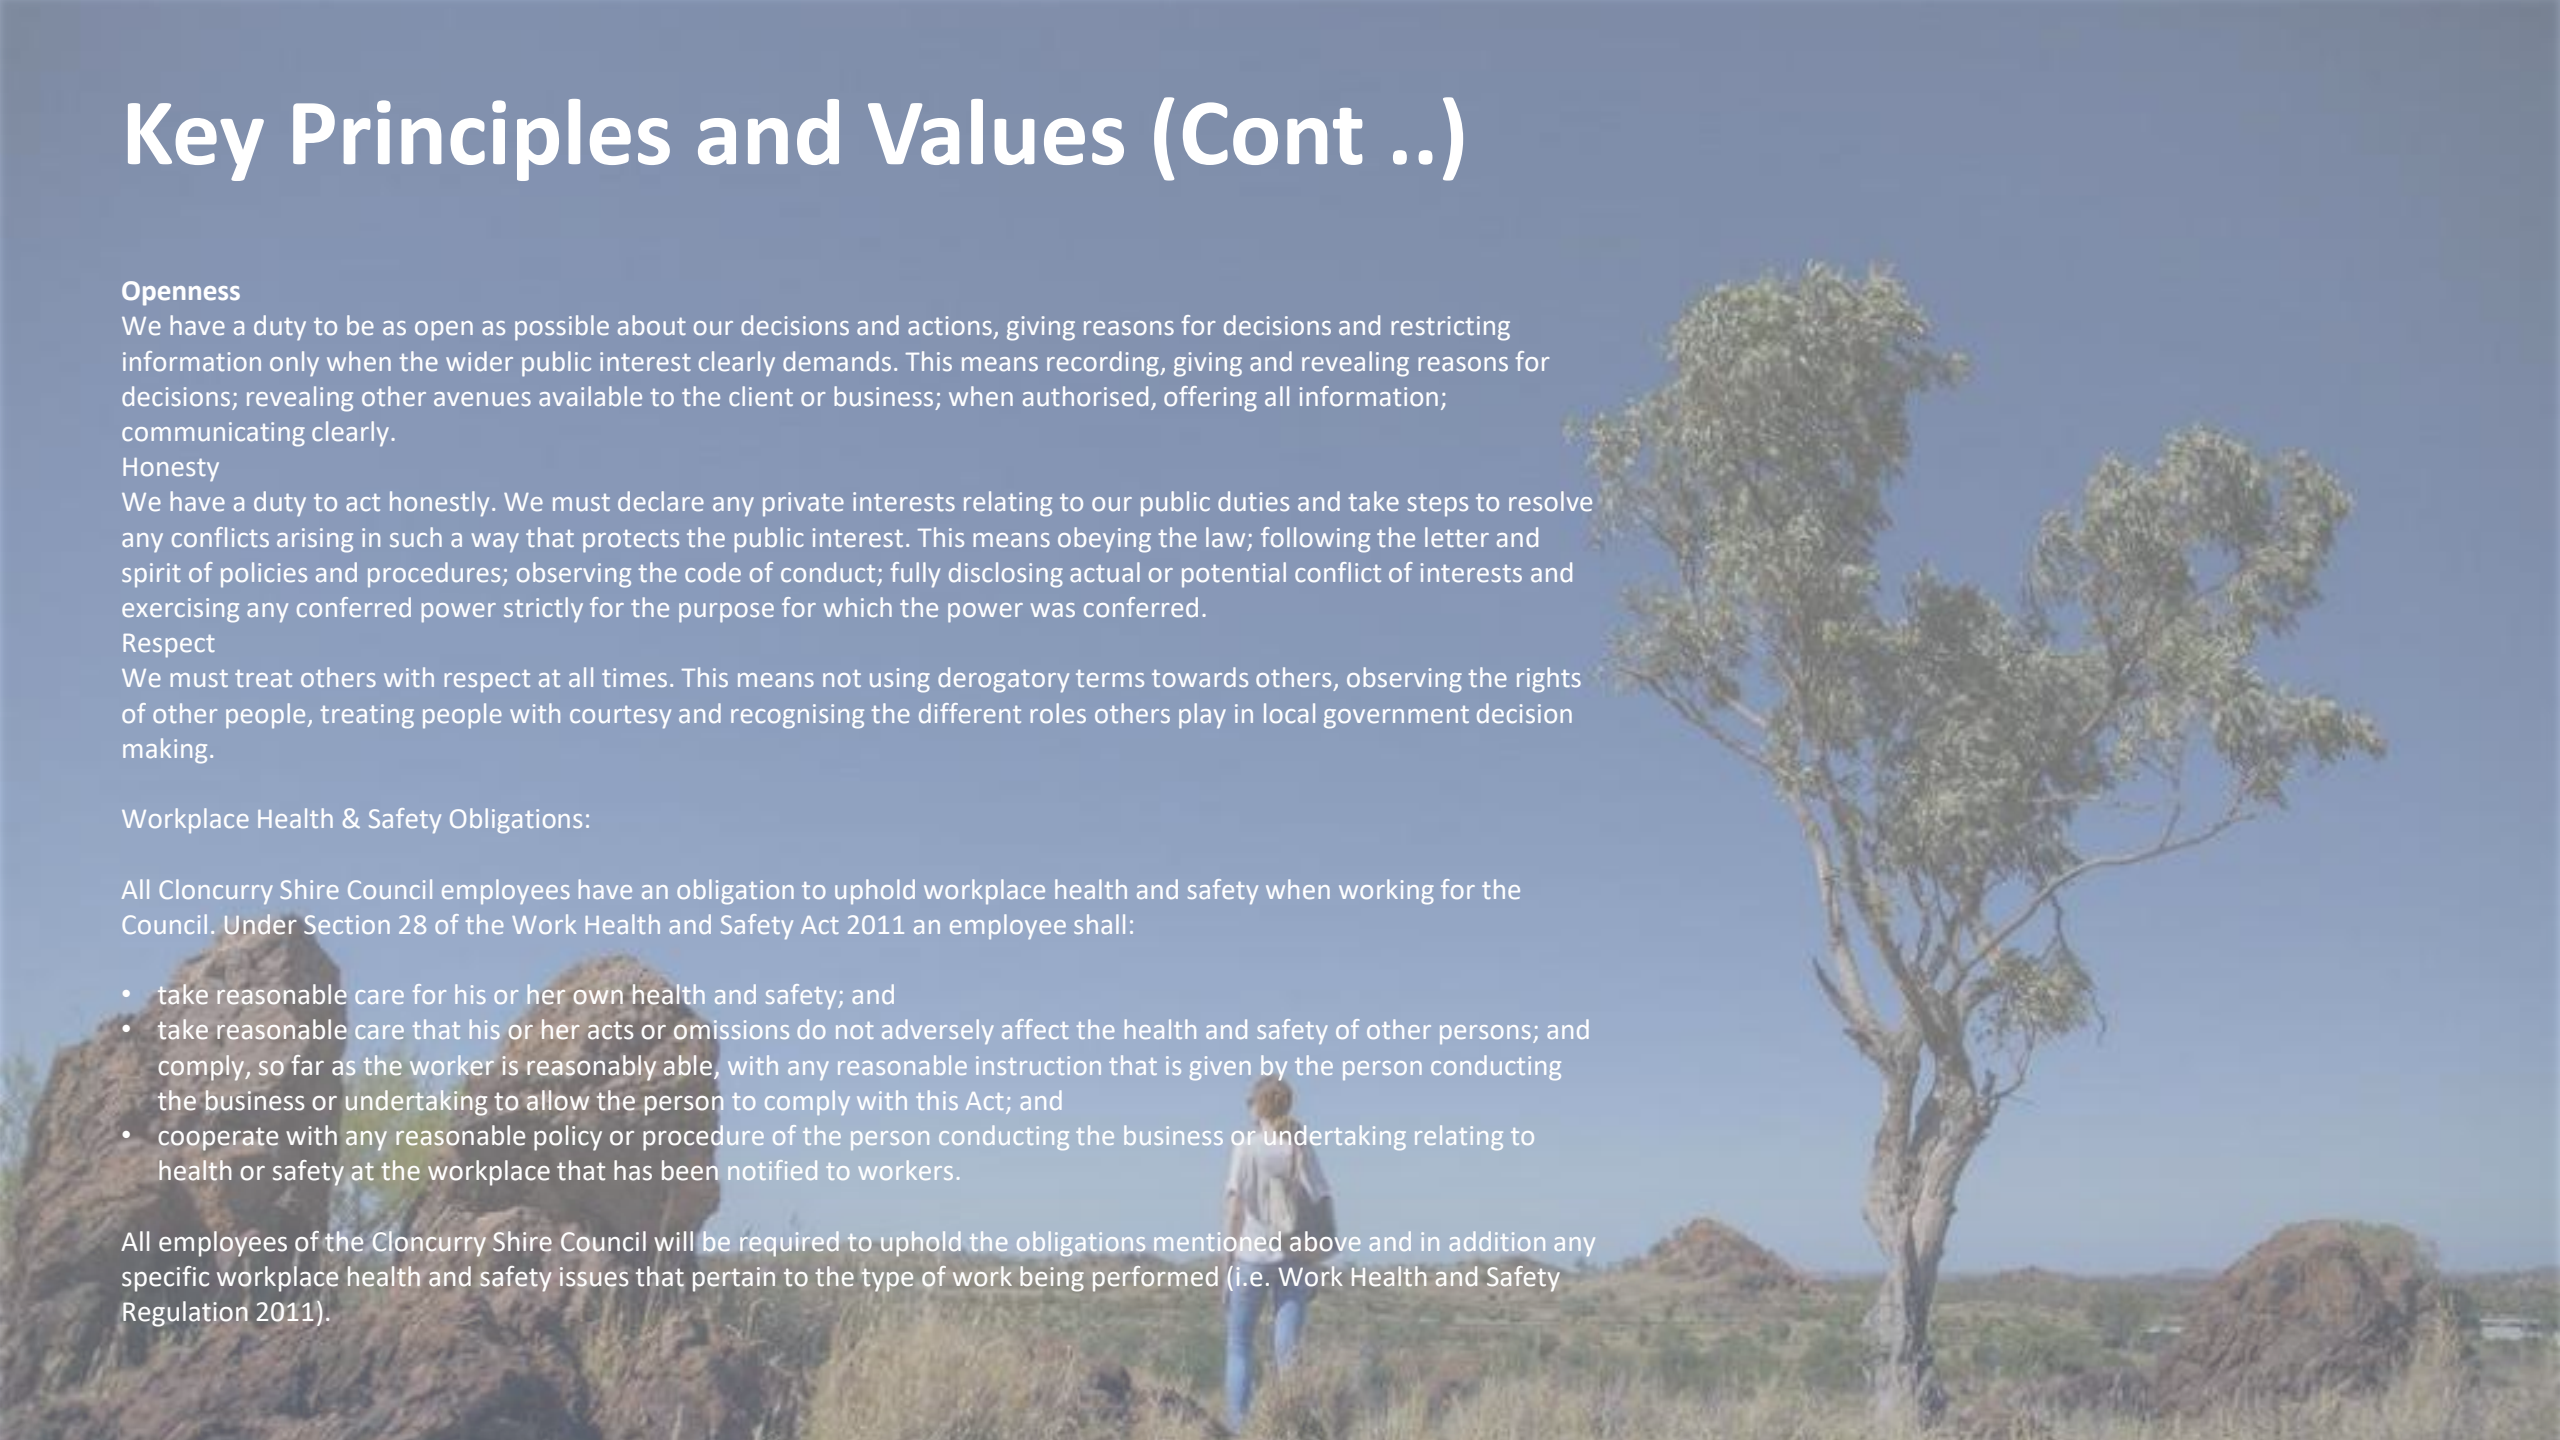 Key Principles and Values (Cont ..)
Openness
We have a duty to be as open as possible about our decisions and actions, giving reasons for decisions and restricting
information only when the wider public interest clearly demands. This means recording, giving and revealing reasons for
decisions; revealing other avenues available to the client or business; when authorised, offering all information;
communicating clearly.
Honesty
We have a duty to act honestly. We must declare any private interests relating to our public duties and take steps to resolve
any conflicts arising in such a way that protects the public interest. This means obeying the law; following the letter and
spirit of policies and procedures; observing the code of conduct; fully disclosing actual or potential conflict of interests and
exercising any conferred power strictly for the purpose for which the power was conferred.
Respect
We must treat others with respect at all times. This means not using derogatory terms towards others, observing the rights
of other people, treating people with courtesy and recognising the different roles others play in local government decision
making.
Workplace Health & Safety Obligations:
All Cloncurry Shire Council employees have an obligation to uphold workplace health and safety when working for the
Council. Under Section 28 of the Work Health and Safety Act 2011 an employee shall:
• take reasonable care for his or her own health and safety; and
• take reasonable care that his or her acts or omissions do not adversely affect the health and safety of other persons; and
comply, so far as the worker is reasonably able, with any reasonable instruction that is given by the person conducting
the business or undertaking to allow the person to comply with this Act; and
• cooperate with any reasonable policy or procedure of the person conducting the business or undertaking relating to
health or safety at the workplace that has been notified to workers.
All employees of the Cloncurry Shire Council will be required to uphold the obligations mentioned above and in addition any
specific workplace health and safety issues that pertain to the type of work being performed (i.e. Work Health and Safety
Regulation 2011).